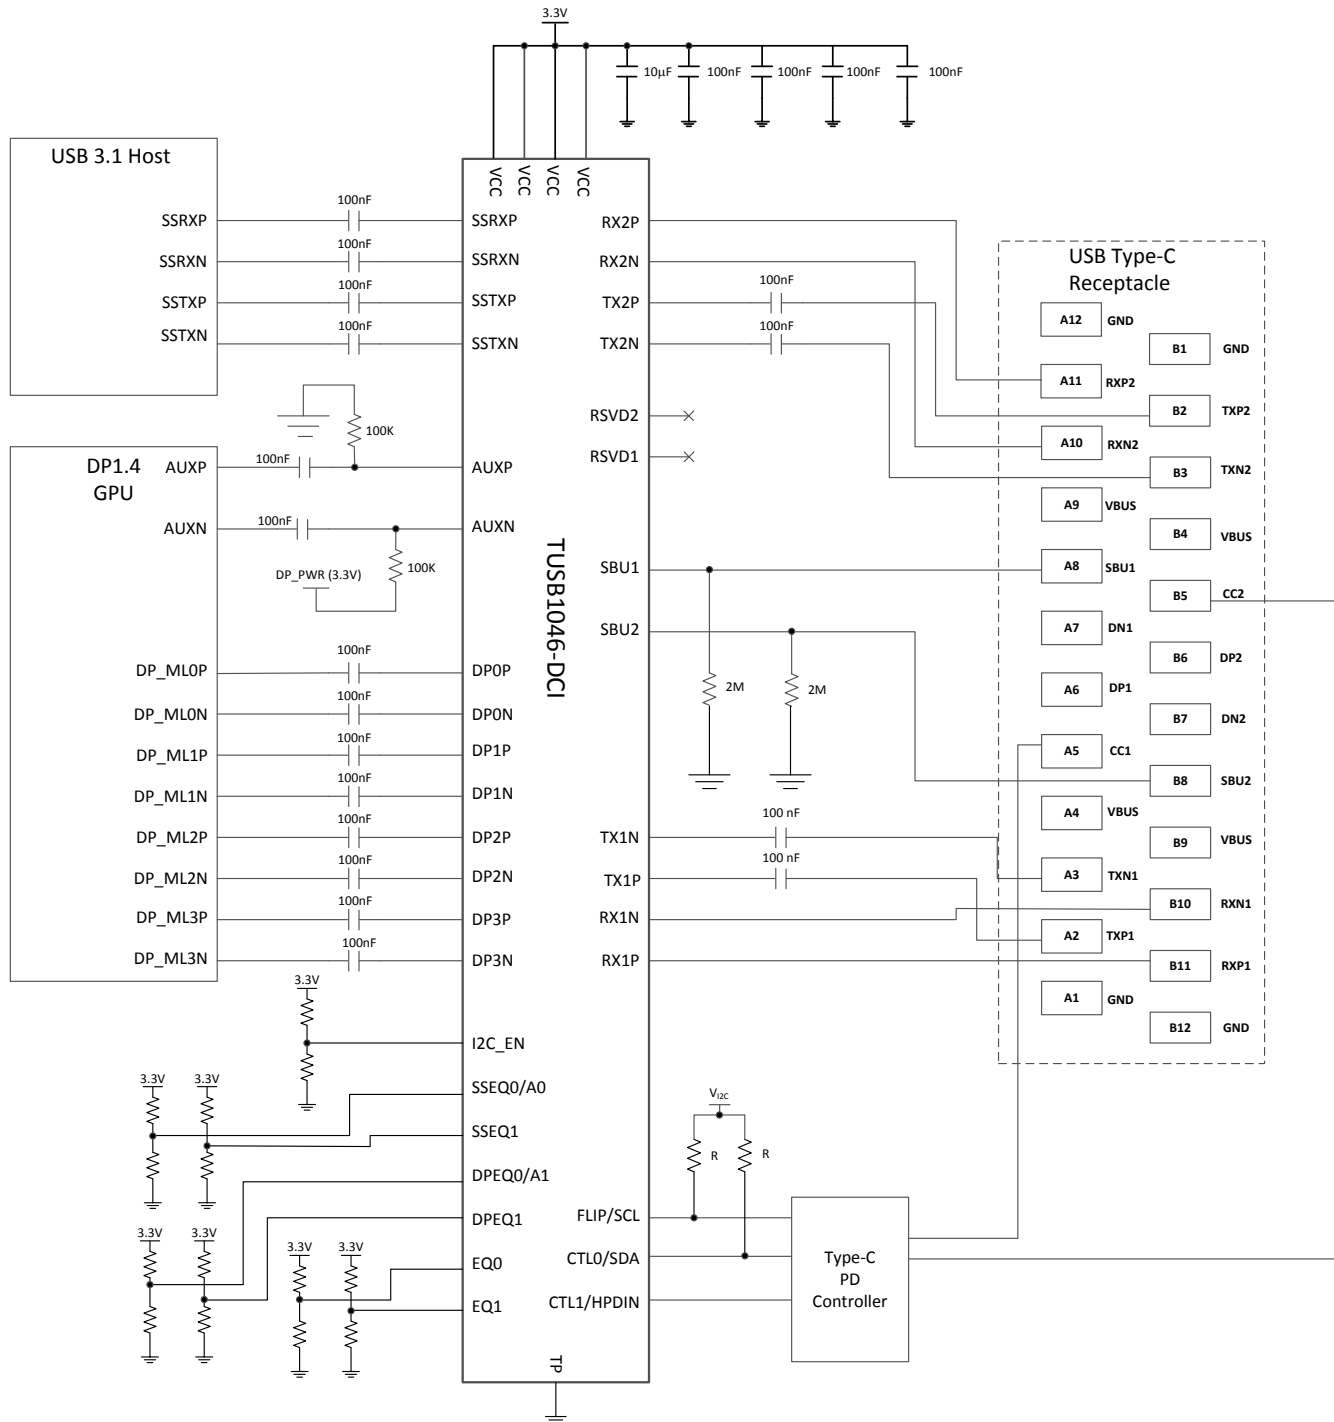 3.3V
10µF
100nF
100nF
100nF
100nF
USB 3.1 Host
SSRXP
SSRXN
SSTXP
SSTXN
100nF
100nF
100nF
100nF
100K
DP1.4
GPU
AUXP
AUXN
100nF
100nF
100K
DP_PWR (3.3V)
DP_ML0P
DP_ML0N
DP_ML1P
DP_ML1N
DP_ML2P
DP_ML2N
DP_ML3P
DP_ML3N
100nF
100nF
100nF
100nF
100nF
100nF
100nF
100nF
3.3V
3.3V
3.3V
3.3V
3.3V
3.3V
3.3V
VCC
VCC
VCC
VCC
SSRXP
SSRXN
SSTXP
SSTXN
AUXP
AUXN
DP0P
DP0N
DP1P
DP1N
DP2P
DP2N
DP3P
DP3N
I2C_EN
SSEQ0/A0
SSEQ1
DPEQ0/A1
DPEQ1
EQ0
EQ1
TUSB1046-DCI
TP
RX2P
RX2N
TX2P
TX2N
RSVD2
RSVD1
SBU1
SBU2
TX1N
TX1P
RX1N
RX1P
FLIP/SCL
CTL0/SDA
CTL1/HPDIN
100nF
100nF
2M
2M
100 nF
100 nF
VI2C
R
R
Type-C
PD
Controller
USB Type-C
Receptacle
A12 GND
B1 GND
A11 RXP2
B2 TXP2
A10 RXN2
B3 TXN2
A9 VBUS
B4 VBUS
A8 SBU1
B5 CC2
A7 DN1
B6 DP2
A6 DP1
B7 DN2
A5 CC1
B8 SBU2
A4 VBUS
B9 VBUS
A3 TXN1
B10 RXN1
A2 TXP1
B11 RXP1
A1 GND
B12 GND